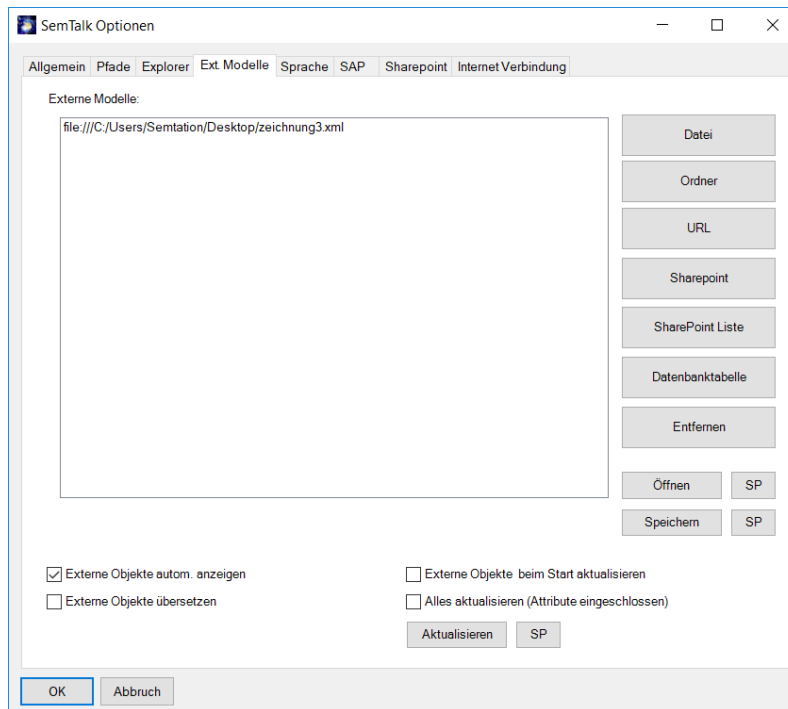 SemTalk Optionen
Allgemein Pfade Explorer Ext. Modelle Sprache SAP Sharepoint Internet Verbindung
Externe Modelle:
file:///C:/Users/Semtation/Desktop/zeichnung3.xml
Datei
Ordner
URL
Sharepoint
SharePoint Liste
Datenbanktabelle
Entfernen
Öffnen SP
Speichern SP
Externe Objekte autom. anzeigen Externe Objekte beim Start aktualisieren
Externe Objekte übersetzen Alles aktualisieren (Attribute eingeschlossen)
Aktualisieren SP
OK Abbruch